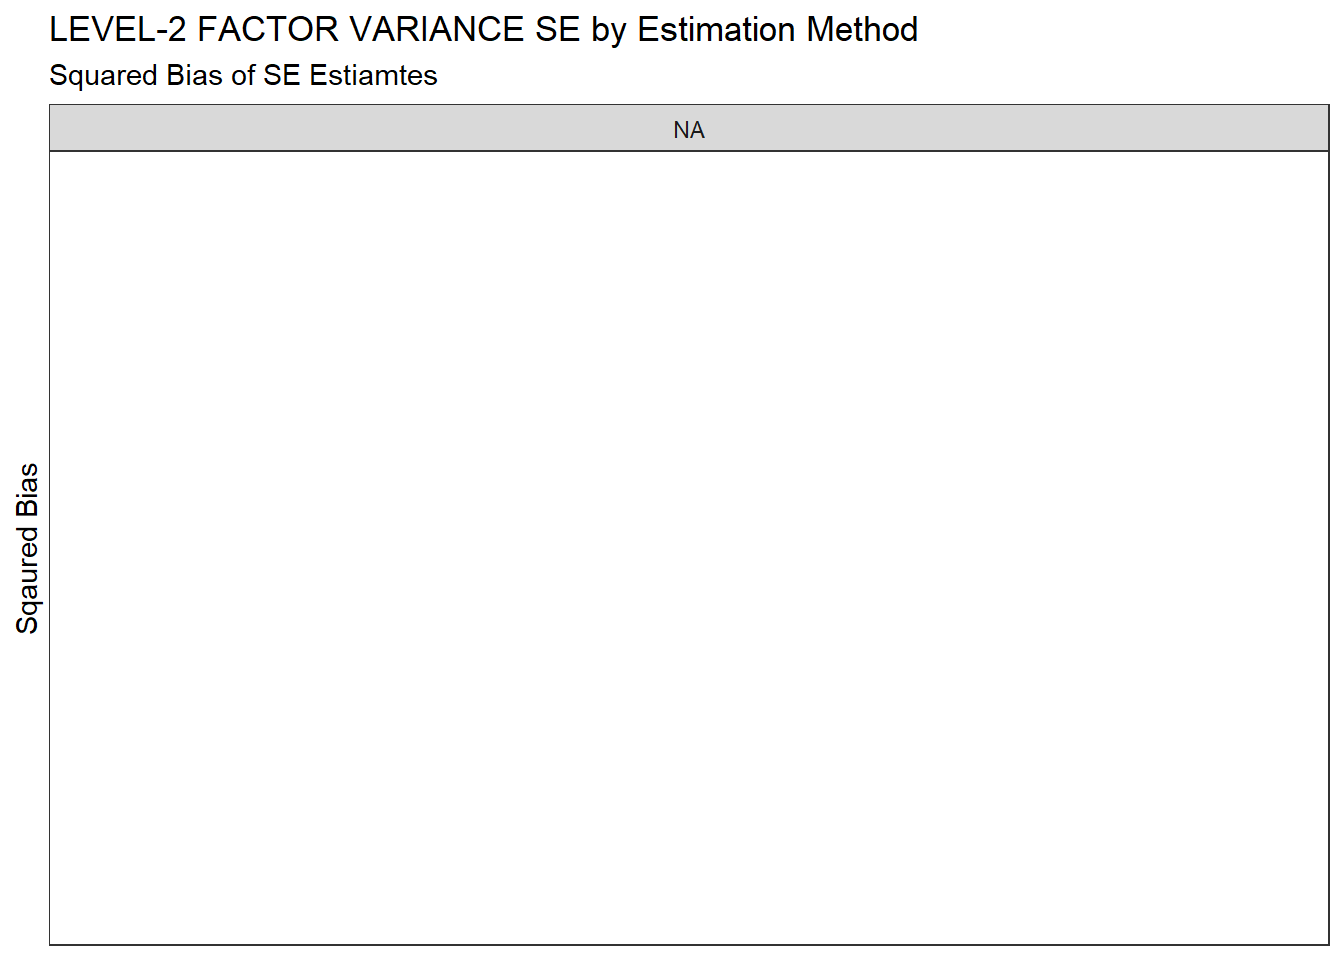 LEVEL-2 FACTOR VARIANCE SE by Estimation Method
Squared Bias of SE Estiamtes
NA
Sqaured Bias